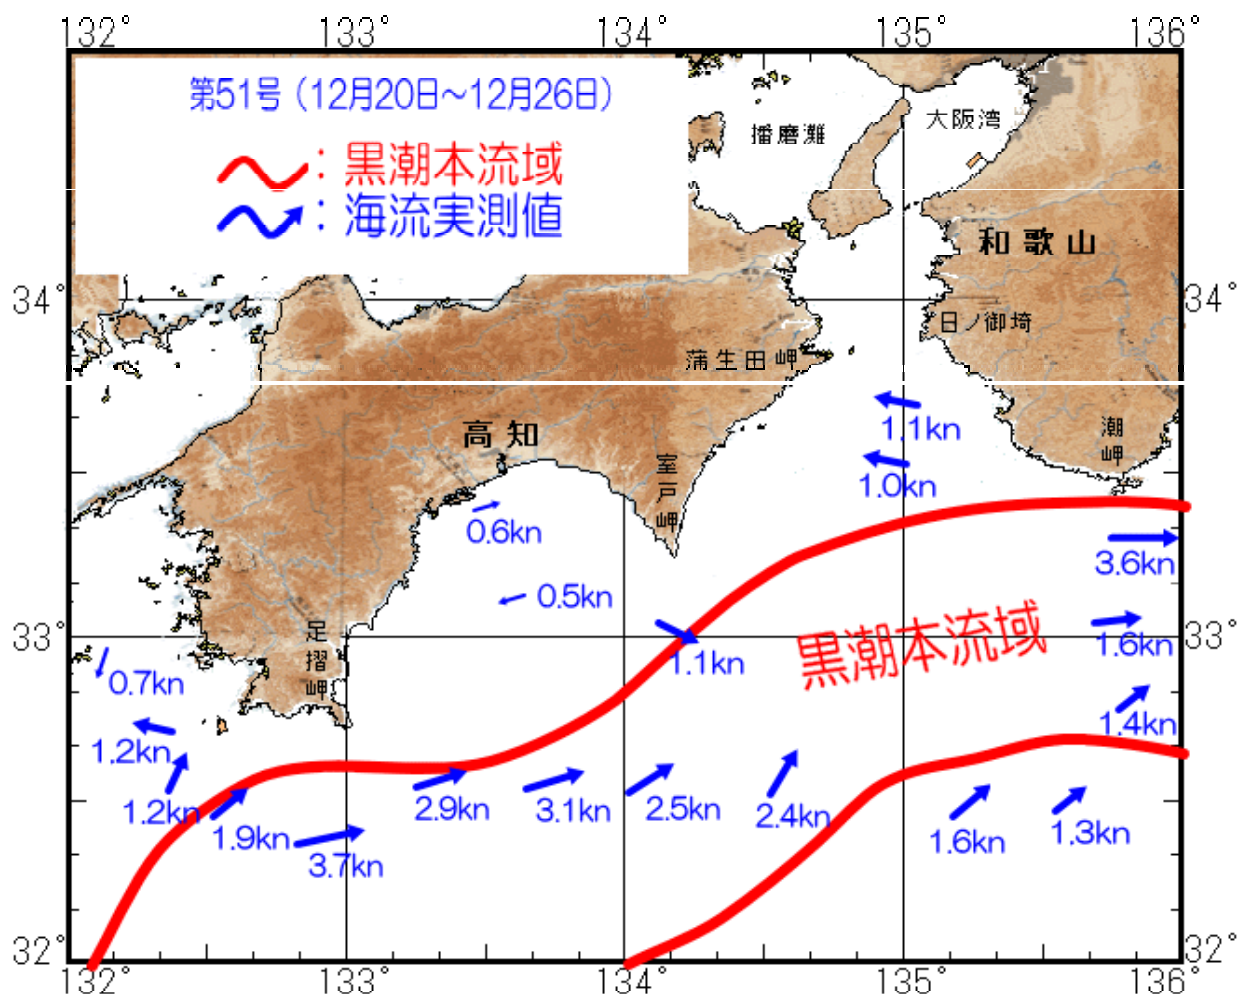 132° 133° 134° 135° 136°
第51号（12月20日～12月26日）
：黒潮本流域
：海流実測値
播磨灘
大阪湾
和歌山
34° 34°
日ノ御埼
蒲生田岬
1.1kn
潮岬
高知
室戸岬
1.0kn
0.6kn
3.6kn
0.5kn
黒潮本流域
33° 33°
足摺岬
1.6kn
1.1kn
0.7kn
1.4kn
1.2kn
1.2kn
1.9kn
3.7kn
2.9kn
3.1kn
2.5kn
2.4kn
1.6kn
1.3kn
32° 32°
132° 133° 134° 135° 136°